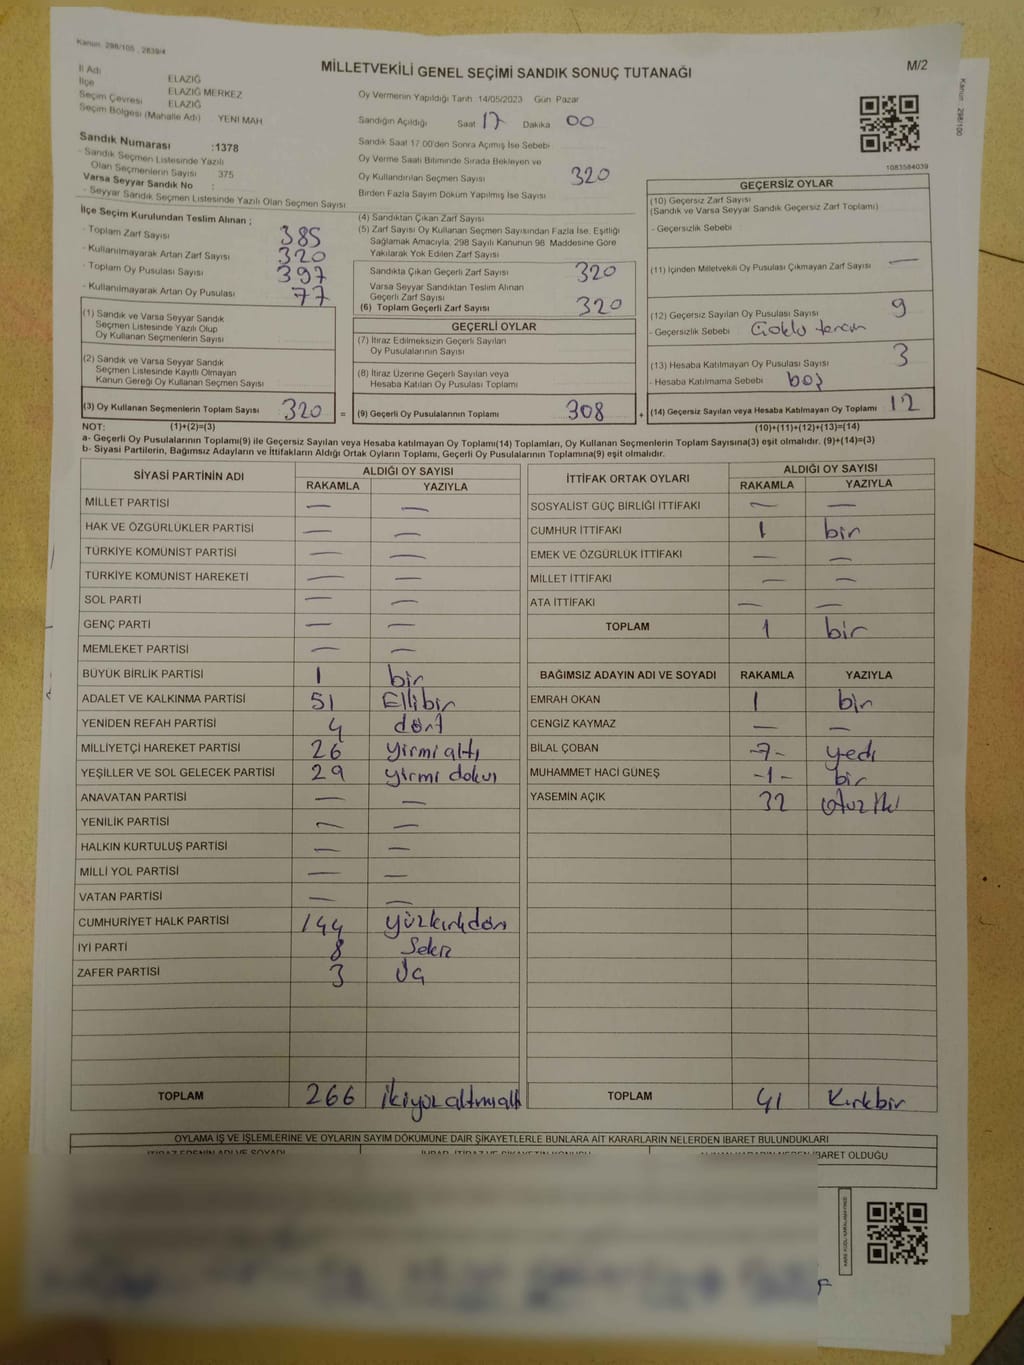 Kanun: 298/105, 2839/4
MİLLETVEKİLİ GENEL SEÇİMİ SANDIK SONUÇ TUTANAĞI
M/2
Kanun: 298/100
İl Adı ELAZIĞ
İlçe ELAZIĞ MERKEZ
Seçim Çevresi ELAZIĞ
Seçim Bölgesi (Mahalle Adı) YENİ MAH
Sandık Numarası :1378
- Sandık Seçmen Listesinde Yazılı
Olan Seçmenlerin Sayısı 375
Varsa Seyyar Sandık No :
- Seyyar Sandık Seçmen Listesinde Yazılı Olan Seçmen Sayısı
Oy Vermenin Yapıldığı Tarih 14/05/2023 Gün Pazar
Sandığın Açıldığı Saat 17 Dakika 00
Sandık Saat 17.00'den Sonra Açılmış İse Sebebi
Oy Verme Saati Bitiminde Sırada Bekleyen ve
Oy Kullandırılan Seçmen Sayısı 320
Birden Fazla Sayım Döküm Yapılmış İse Sayısı
1083584039
İlçe Seçim Kurulundan Teslim Alınan ;
- Toplam Zarf Sayısı 385
- Kullanılmayarak Artan Zarf Sayısı 320
- Toplam Oy Pusulası Sayısı 397
- Kullanılmayarak Artan Oy Pusulası 77
(1) Sandık ve Varsa Seyyar Sandık
Seçmen Listesinde Yazılı Olup
Oy Kullanan Seçmenlerin Sayısı
(2) Sandık ve Varsa Seyyar Sandık
Seçmen Listesinde Kayıtlı Olmayan
Kanun Gereği Oy Kullanan Seçmen Sayısı
(3) Oy Kullanan Seçmenlerin Toplam Sayısı 320 =
(4) Sandıktan Çıkan Zarf Sayısı
(5) Zarf Sayısı Oy Kullanan Seçmen Sayısından Fazla İse, Eşitliği
Sağlamak Amacıyla, 298 Sayılı Kanunun 98. Maddesine Göre
Yakılarak Yok Edilen Zarf Sayısı
Sandıkta Çıkan Geçerli Zarf Sayısı 320
Varsa Seyyar Sandıktan Teslim Alınan
Geçerli Zarf Sayısı
(6) Toplam Geçerli Zarf Sayısı 320
GEÇERLİ OYLAR
(7) İtiraz Edilmeksizin Geçerli Sayılan
Oy Pusulalarının Sayısı
(8) İtiraz Üzerine Geçerli Sayılan veya
Hesaba Katılan Oy Pusulası Toplamı
(9) Geçerli Oy Pusulalarının Toplamı 308 +
GEÇERSİZ OYLAR
(10) Geçersiz Zarf Sayısı
(Sandık ve Varsa Seyyar Sandık Geçersiz Zarf Toplamı)
- Geçersizlik Sebebi
(11) İçinden Milletvekili Oy Pusulası Çıkmayan Zarf Sayısı —
(12) Geçersiz Sayılan Oy Pusulası Sayısı 9
- Geçersizlik Sebebi Çoklu tercih
(13) Hesaba Katılmayan Oy Pusulası Sayısı 3
- Hesaba Katılmama Sebebi boş
(14) Geçersiz Sayılan veya Hesaba Katılmayan Oy Toplamı 12
NOT: (1)+(2)=(3) (10)+(11)+(12)+(13)=(14)
a- Geçerli Oy Pusulalarının Toplamı(9) ile Geçersiz Sayılan veya Hesaba katılmayan Oy Toplamı(14) Toplamları, Oy Kullanan Seçmenlerin Toplam Sayısına(3) eşit olmalıdır. (9)+(14)=(3)
b- Siyasi Partilerin, Bağımsız Adayların ve İttifakların Aldığı Ortak Oyların Toplamı, Geçerli Oy Pusulalarının Toplamına(9) eşit olmalıdır.
SİYASİ PARTİNİN ADI ALDIĞI OY SAYISI
RAKAMLA YAZIYLA
MİLLET PARTİSİ — —
HAK VE ÖZGÜRLÜKLER PARTİSİ — —
TÜRKİYE KOMÜNİST PARTİSİ — —
TÜRKİYE KOMÜNİST HAREKETİ — —
SOL PARTİ — —
GENÇ PARTİ — —
MEMLEKET PARTİSİ — —
BÜYÜK BİRLİK PARTİSİ 1 bir
ADALET VE KALKINMA PARTİSİ 51 Ellibir
YENİDEN REFAH PARTİSİ 4 dört
MİLLİYETÇİ HAREKET PARTİSİ 26 yirmi altı
YEŞİLLER VE SOL GELECEK PARTİSİ 29 yirmi dokuz
ANAVATAN PARTİSİ — —
YENİLİK PARTİSİ — —
HALKIN KURTULUŞ PARTİSİ — —
MİLLİ YOL PARTİSİ — —
VATAN PARTİSİ — —
CUMHURİYET HALK PARTİSİ 144 yüzkırkdört
İYİ PARTİ 8 Sekiz
ZAFER PARTİSİ 3 Üç
TOPLAM 266 ikiyüzaltmışaltı
İTTİFAK ORTAK OYLARI ALDIĞI OY SAYISI
RAKAMLA YAZIYLA
SOSYALİST GÜÇ BİRLİĞİ İTTİFAKI — —
CUMHUR İTTİFAKI 1 bir
EMEK VE ÖZGÜRLÜK İTTİFAKI — —
MİLLET İTTİFAKI — —
ATA İTTİFAKI — —
TOPLAM 1 bir
BAĞIMSIZ ADAYIN ADI VE SOYADI RAKAMLA YAZIYLA
EMRAH OKAN 1 bir
CENGİZ KAYMAZ — —
BİLAL ÇOBAN -7- yedi
MUHAMMET HACI GÜNEŞ -1- bir
YASEMİN AÇIK 32 otuz iki
TOPLAM 41 Kırkbir
OYLAMA İŞ VE İŞLEMLERİNE VE OYLARIN SAYIM DÖKÜMÜNE DAİR ŞİKAYETLERLE BUNLARA AİT KARARLARIN NELERDEN İBARET BULUNDUKLARI
İTİRAZ EDENİN ADI VE SOYADI
İBARET OLDUĞU